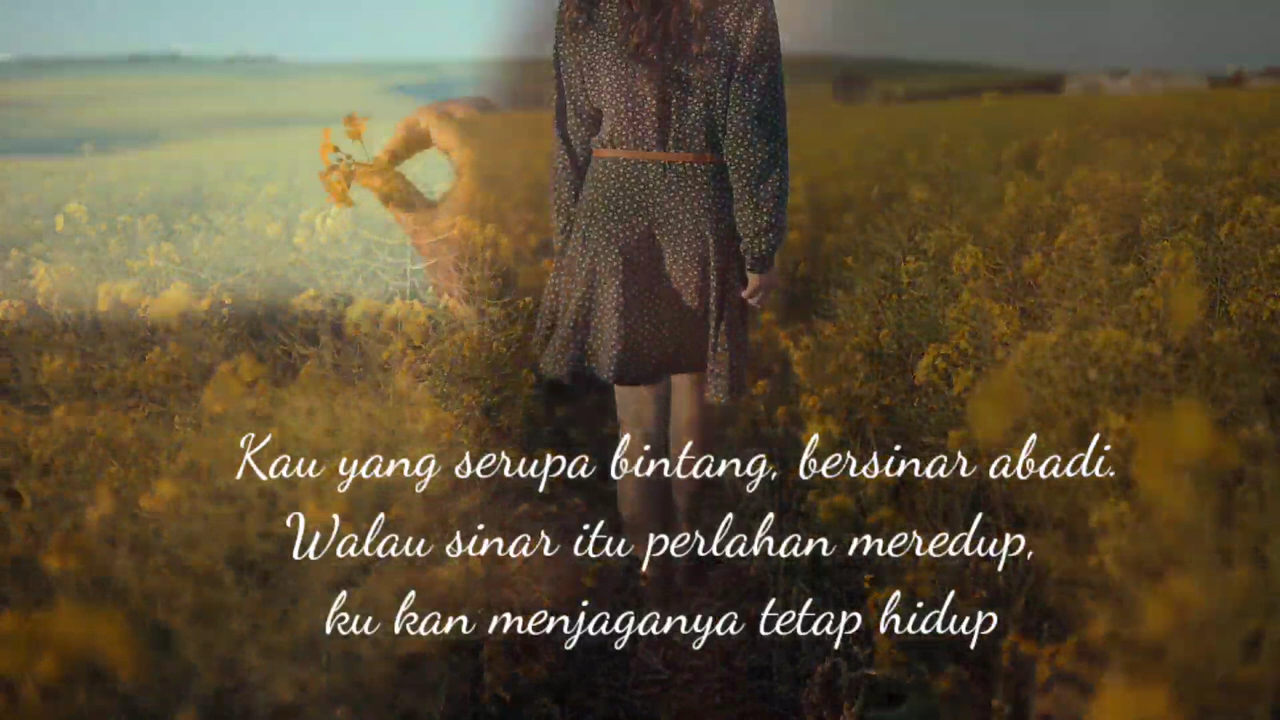 Kau yang serupa bintang, bersinar abadi.
Walau sinar itu perlahan meredup,
ku kan menjaganya tetap hidup